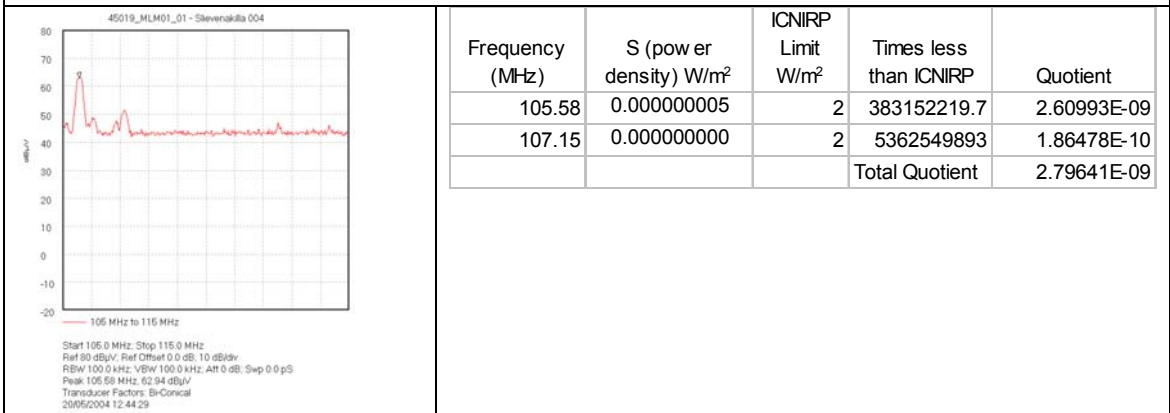 45019_MLM01_01 - Slievenakilla 004
80
70
60
50
40
30
20
10
0
-10
-20
dBµV
105 MHz to 115 MHz
Start 105.0 MHz; Stop 115.0 MHz
Ref 80 dBµV; Ref Offset 0.0 dB; 10 dB/div
RBW 100.0 kHz; VBW 100.0 kHz; Att 0 dB; Swp 0.0 pS
Peak 105.58 MHz, 62.94 dBµV
Transducer Factors: Bi-Conical
20/05/2004 12:44:29
Frequency (MHz) S (pow er density) W/m² ICNIRP Limit W/m² Times less than ICNIRP Quotient
105.58 0.000000005 2 383152219.7 2.60993E-09
107.15 0.000000000 2 5362549893 1.86478E-10
Total Quotient 2.79641E-09